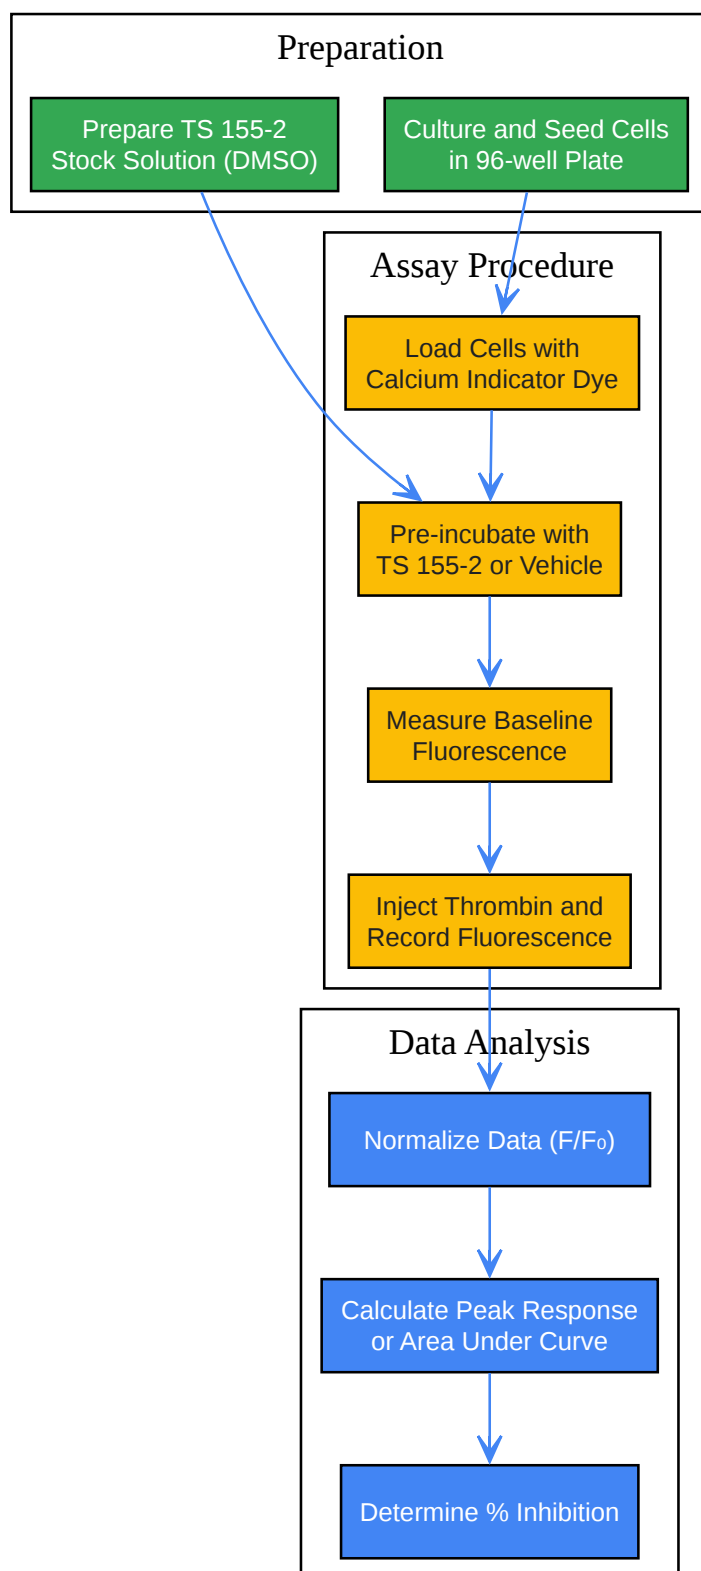 Preparation
Prepare TS 155-2
Stock Solution (DMSO)
Culture and Seed Cells
in 96-well Plate
Assay Procedure
Load Cells with
Calcium Indicator Dye
Pre-incubate with
TS 155-2 or Vehicle
Measure Baseline
Fluorescence
Inject Thrombin and
Record Fluorescence
Data Analysis
Normalize Data (F/F₀)
Calculate Peak Response
or Area Under Curve
Determine % Inhibition